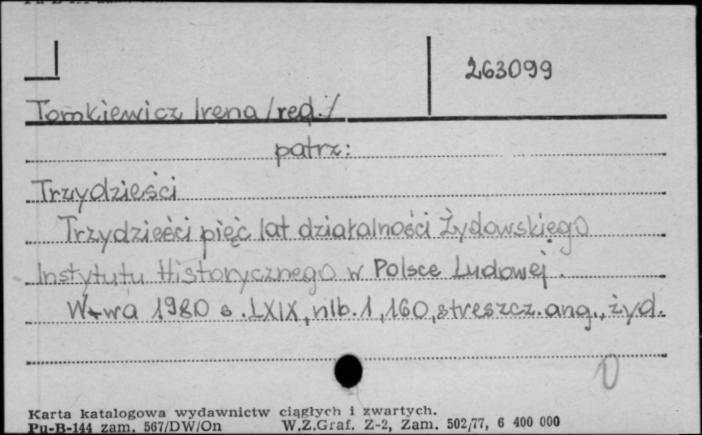 263099
Tomkiewicz Irena /red./
patrz:
Trzydzieści
Trzydzieści pięć lat działalności Żydowskiego
Instytutu Historycznego w Polsce Ludowej.
W-wa 1980 s. LXIX, nlb. 1, 160, streszcz. ang., żyd.
Karta katalogowa wydawnictw ciągłych i zwartych.
Pu-B-144 zam. 567/DW/On W.Z.Graf. Z-2, Zam. 502/77, 6 400 000